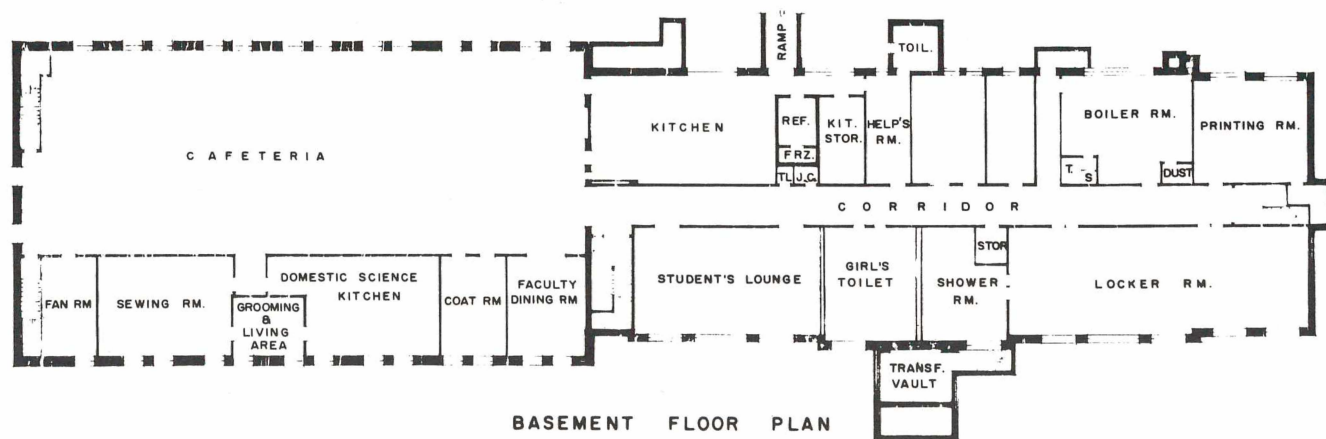 RAMP
TOIL.
CAFETERIA
KITCHEN
REF.
FRZ.
TL
J.C.
KIT.
STOR.
HELP'S
RM.
BOILER RM.
T.
S
DUST
PRINTING RM.
CORRIDOR
FAN RM
SEWING RM.
GROOMING
&
LIVING
AREA
DOMESTIC SCIENCE
KITCHEN
COAT RM
FACULTY
DINING RM
STUDENT'S LOUNGE
GIRL'S
TOILET
STOR
SHOWER
RM.
LOCKER RM.
TRANSF.
VAULT
BASEMENT FLOOR PLAN